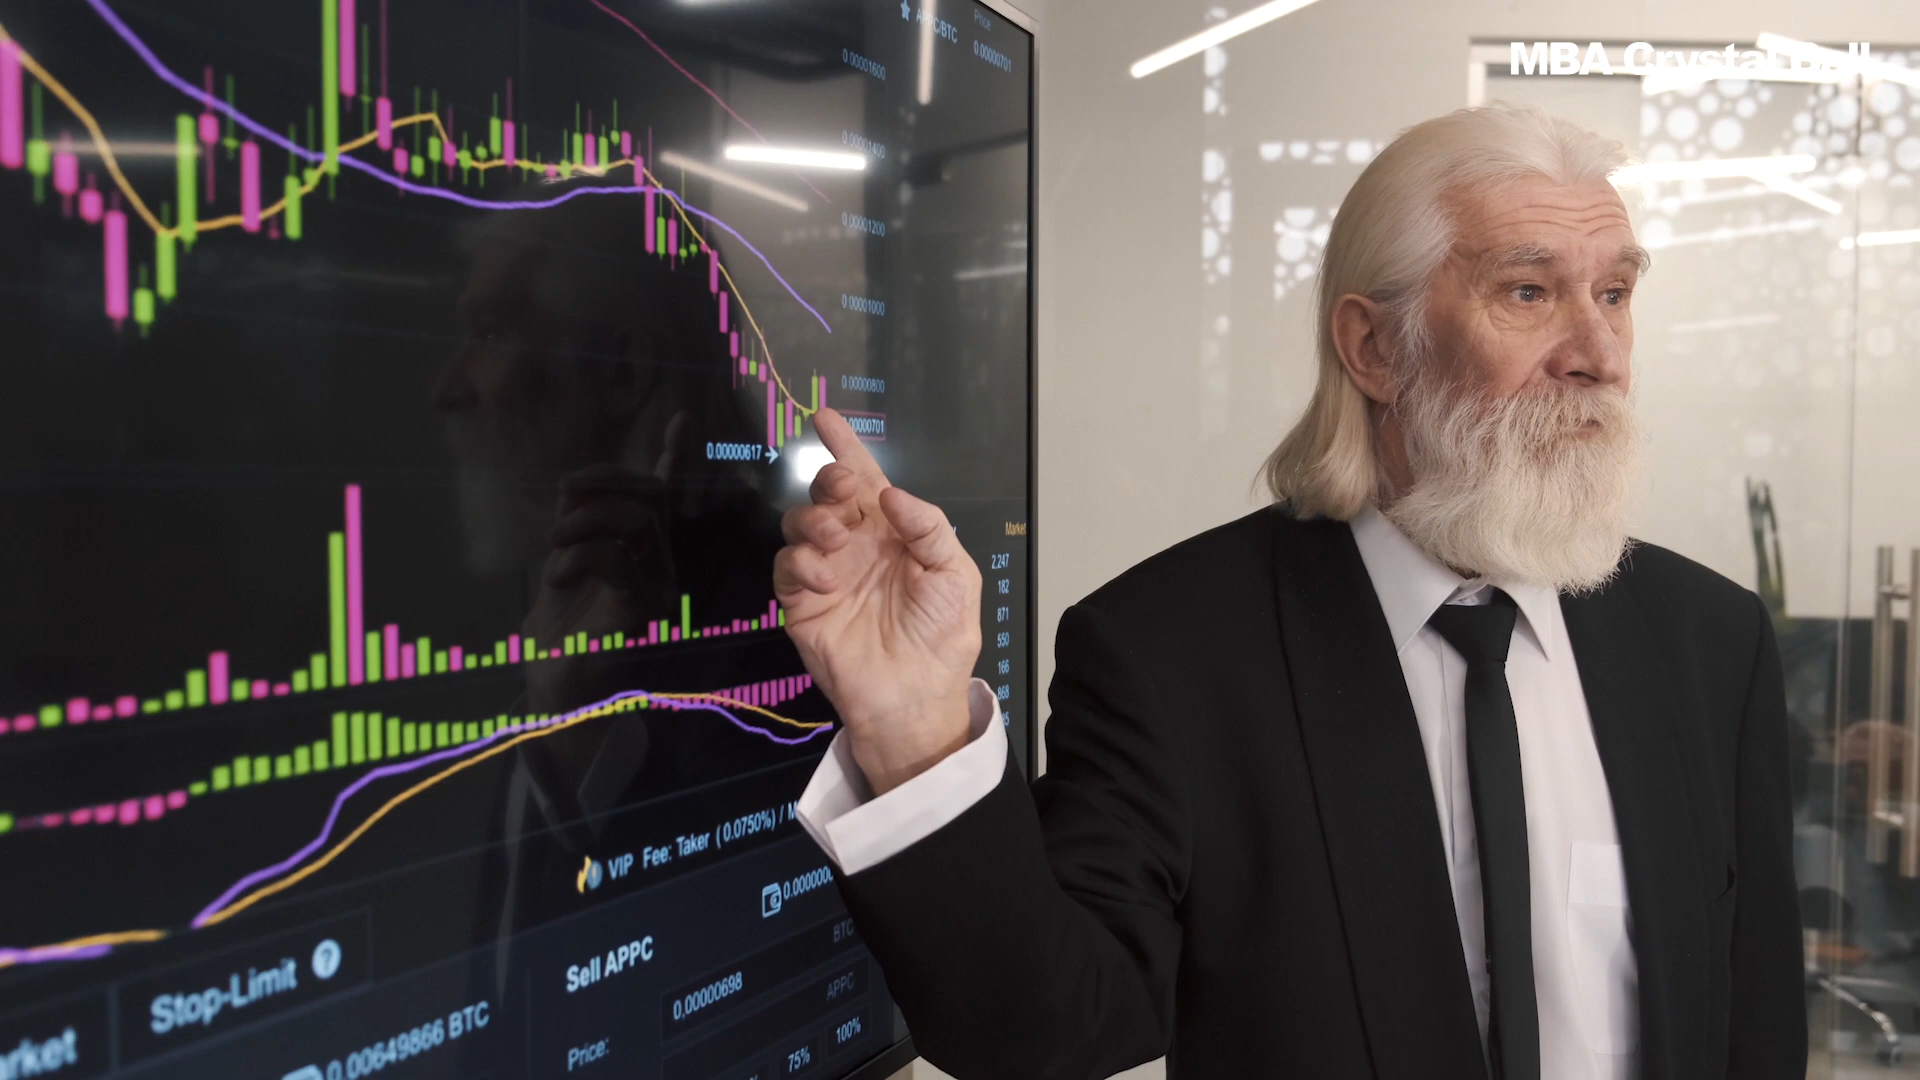 MBA Crystal Ball
APPC/BTC
Price
0.00000701
0.00001600
0.00001400
0.00001200
0.00001000
0.00000800
0.00000701
0.00000617
Market
2,247
182
871
550
166
868
VIP Fee: Taker (0.0750%) /
Stop-Limit
Sell APPC
BTC
0.00649866 BTC
Price:
0.00000698
APPC
75%
100%